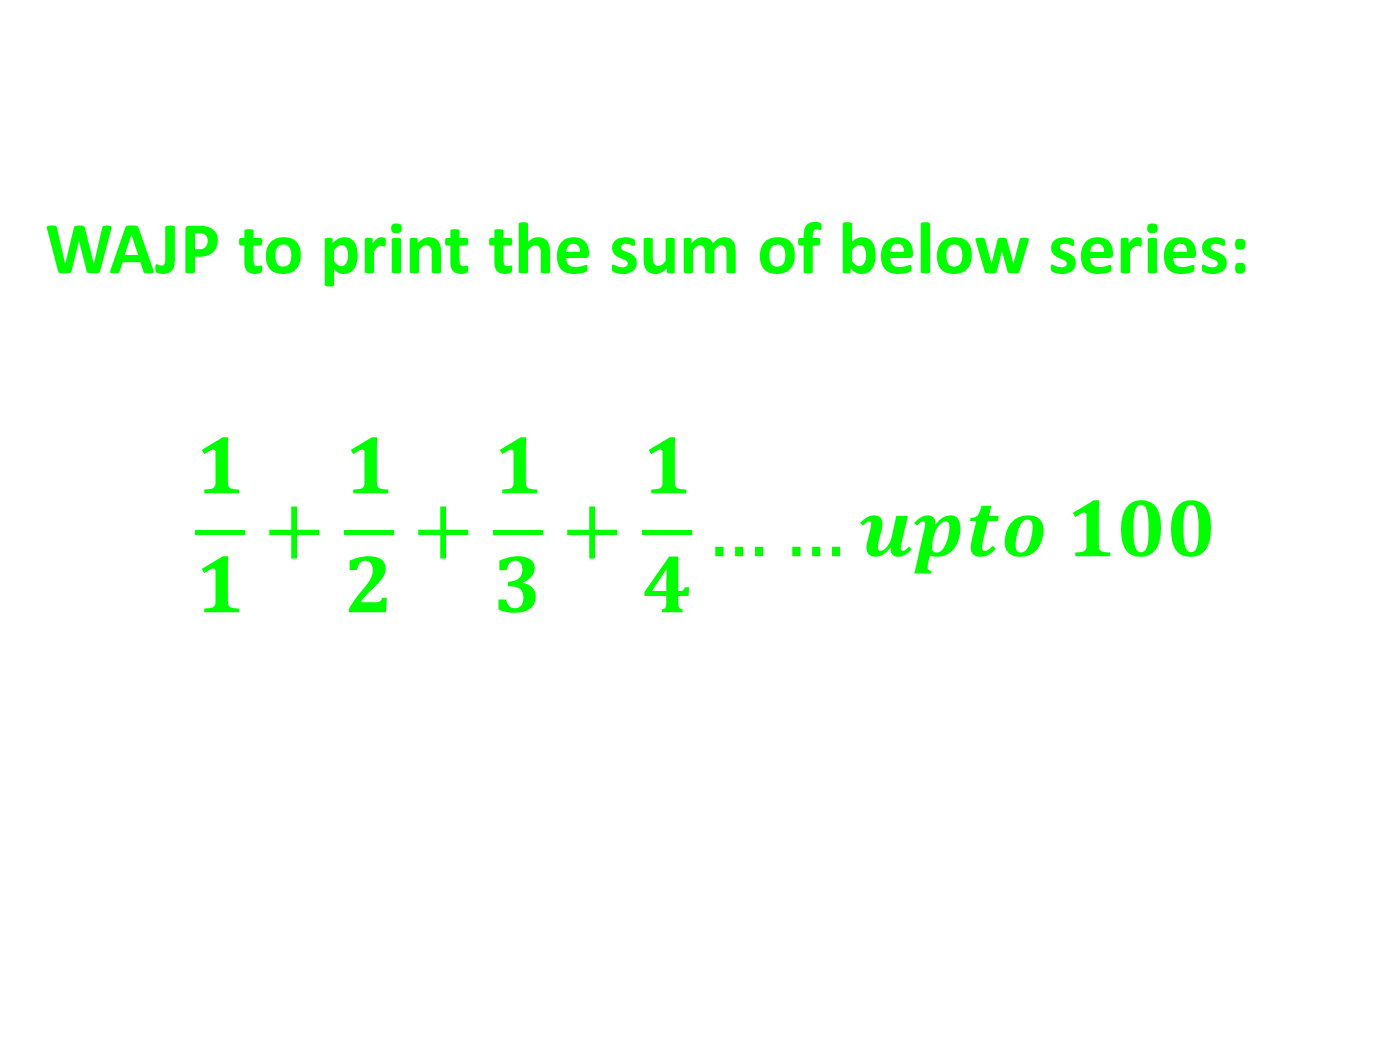 WAJP to print the sum of below series:
1/1 + 1/2 + 1/3 + 1/4 ... ... upto 100